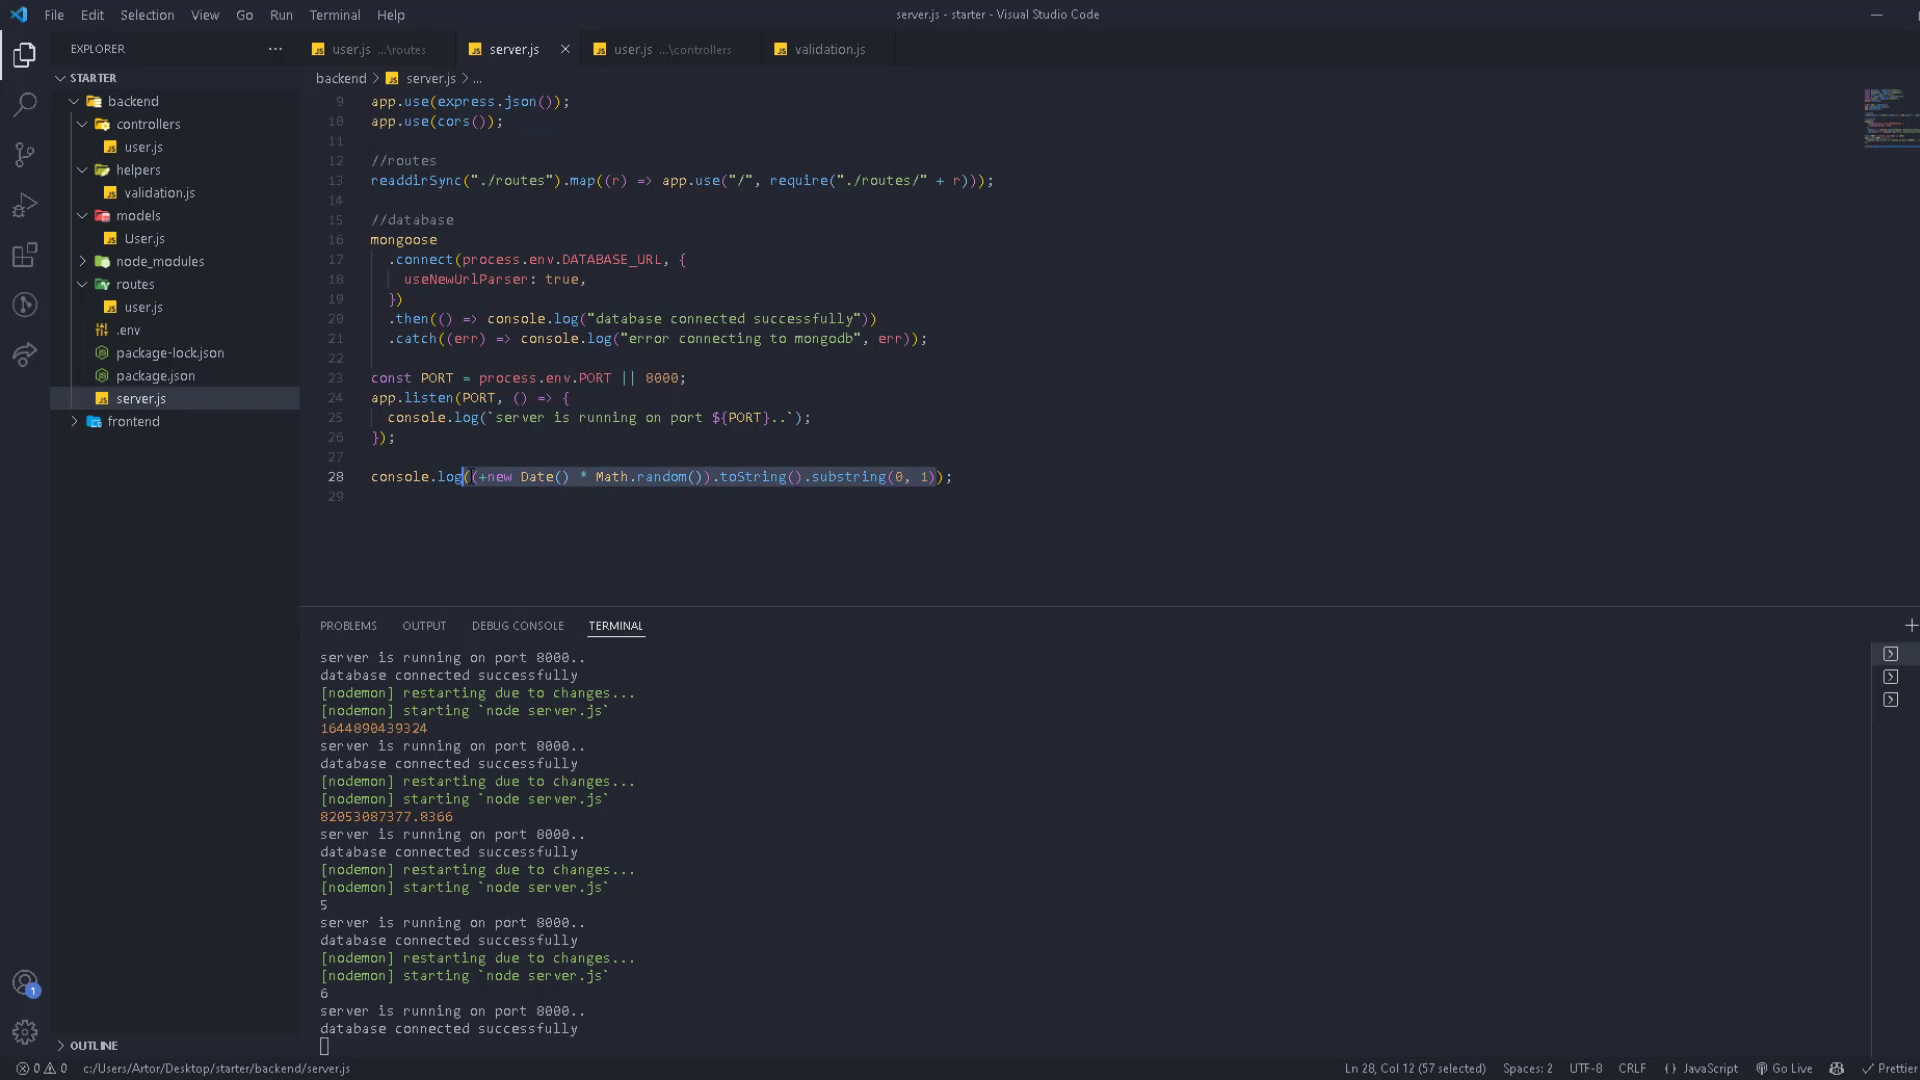 File Edit Selection View Go Run Terminal Help
server.js - starter - Visual Studio Code
EXPLORER
user.js ...\routes
server.js
user.js ...\controllers
validation.js
STARTER
backend
controllers
user.js
helpers
validation.js
models
User.js
node_modules
routes
user.js
.env
package-lock.json
package.json
server.js
frontend
OUTLINE
backend > server.js > ...
9 app.use(express.json());
10 app.use(cors());
11
12 //routes
13 readdirSync("./routes").map((r) => app.use("/", require("./routes/" + r)));
14
15 //database
16 mongoose
17 .connect(process.env.DATABASE_URL, {
18 useNewUrlParser: true,
19 })
20 .then(() => console.log("database connected successfully"))
21 .catch((err) => console.log("error connecting to mongodb", err));
22
23 const PORT = process.env.PORT || 8000;
24 app.listen(PORT, () => {
25 console.log(`server is running on port ${PORT}..`);
26 });
27
28 console.log((+new Date() * Math.random()).toString().substring(0, 1));
29
PROBLEMS OUTPUT DEBUG CONSOLE TERMINAL
server is running on port 8000..
database connected successfully
[nodemon] restarting due to changes...
[nodemon] starting `node server.js`
1644890439324
server is running on port 8000..
database connected successfully
[nodemon] restarting due to changes...
[nodemon] starting `node server.js`
82053087377.8366
server is running on port 8000..
database connected successfully
[nodemon] restarting due to changes...
[nodemon] starting `node server.js`
5
server is running on port 8000..
database connected successfully
[nodemon] restarting due to changes...
[nodemon] starting `node server.js`
6
server is running on port 8000..
database connected successfully
1
0 0 c:/Users/Artor/Desktop/starter/backend/server.js
Ln 28, Col 12 (57 selected) Spaces: 2 UTF-8 CRLF {} JavaScript Go Live Prettier